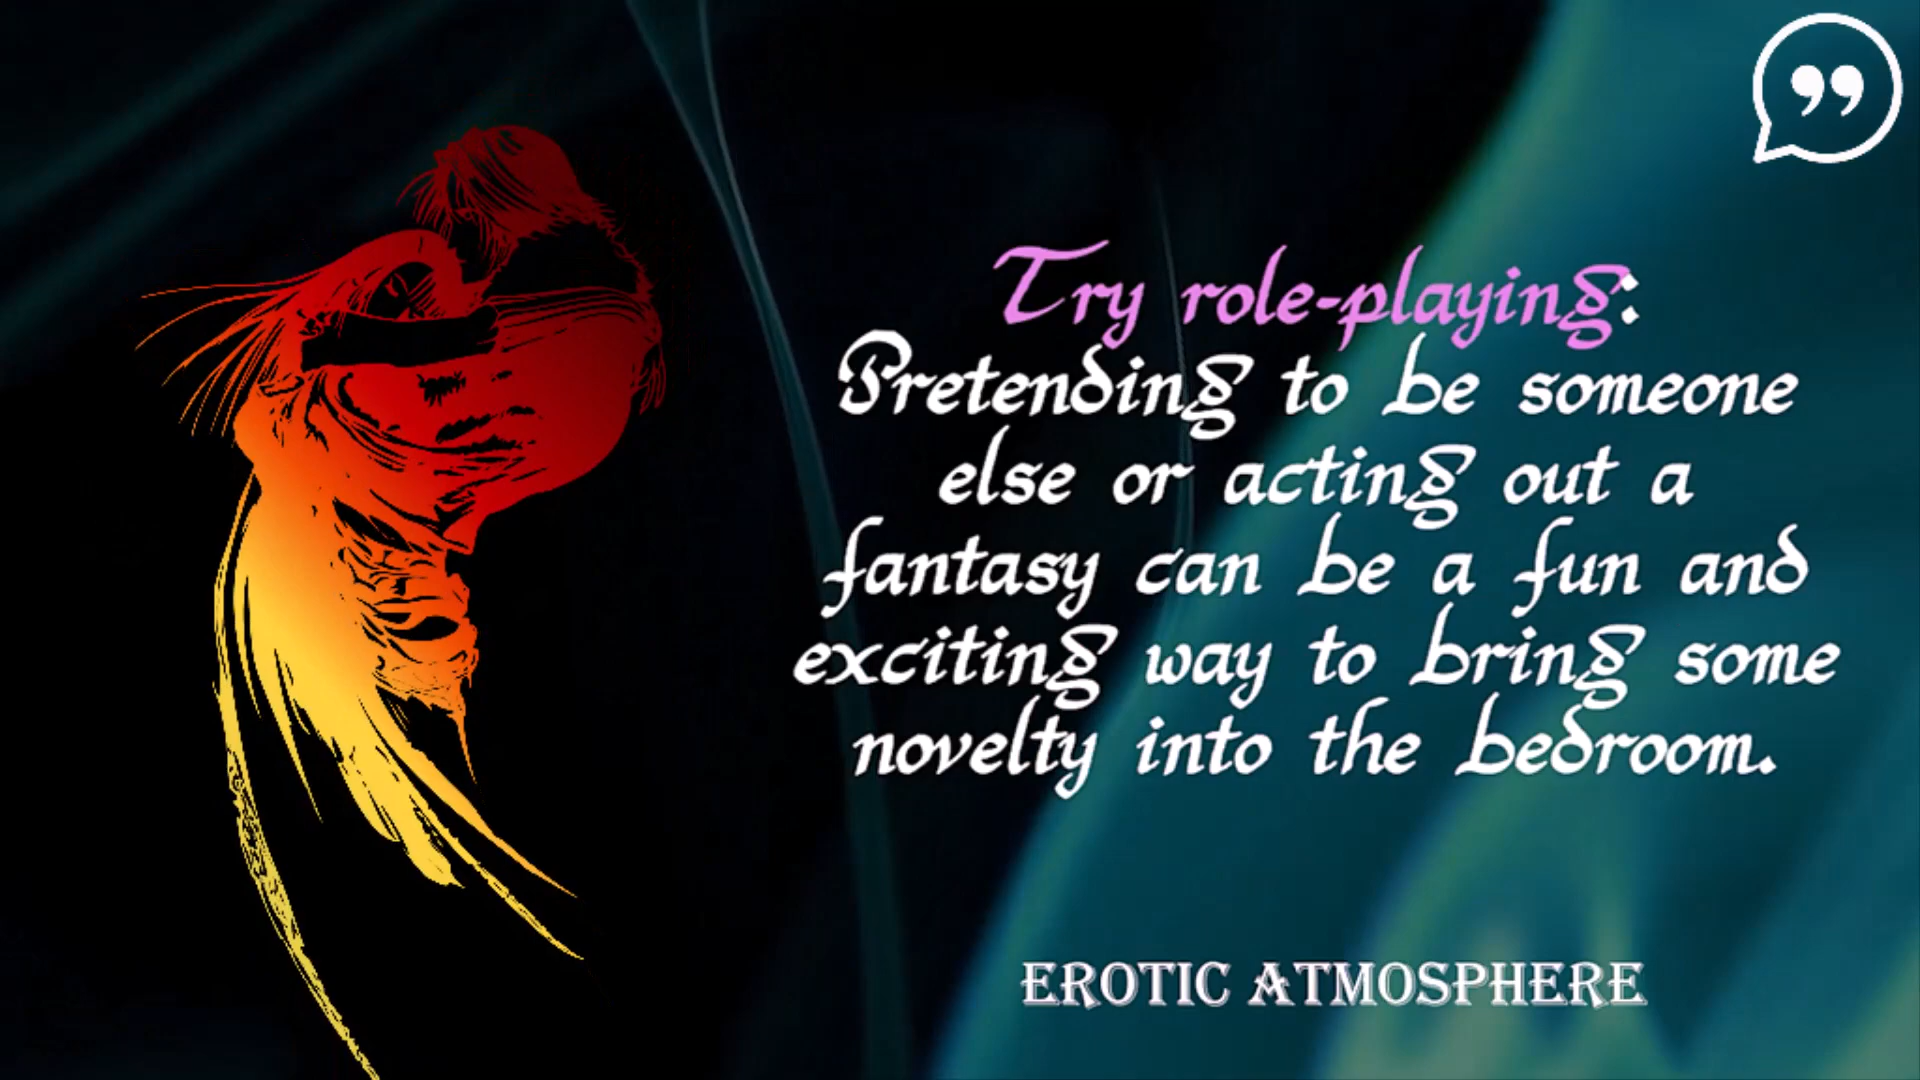 Try role-playing:
Pretending to be someone
else or acting out a
fantasy can be a fun and
exciting way to bring some
novelty into the bedroom.
EROTIC ATMOSPHERE